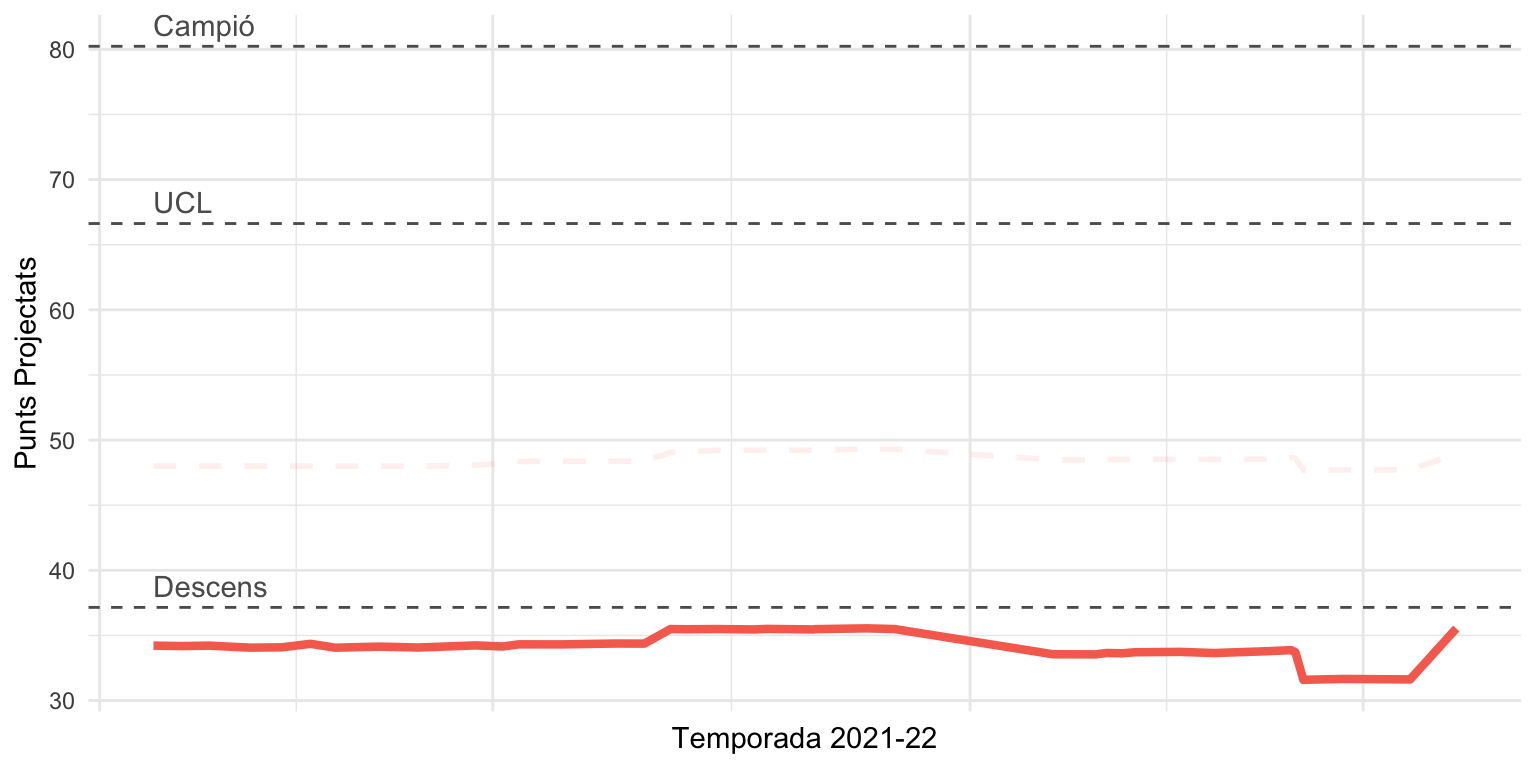 Campió
80
70
UCL
60
Punts Projectats
50
40
Descens
30
Temporada 2021-22